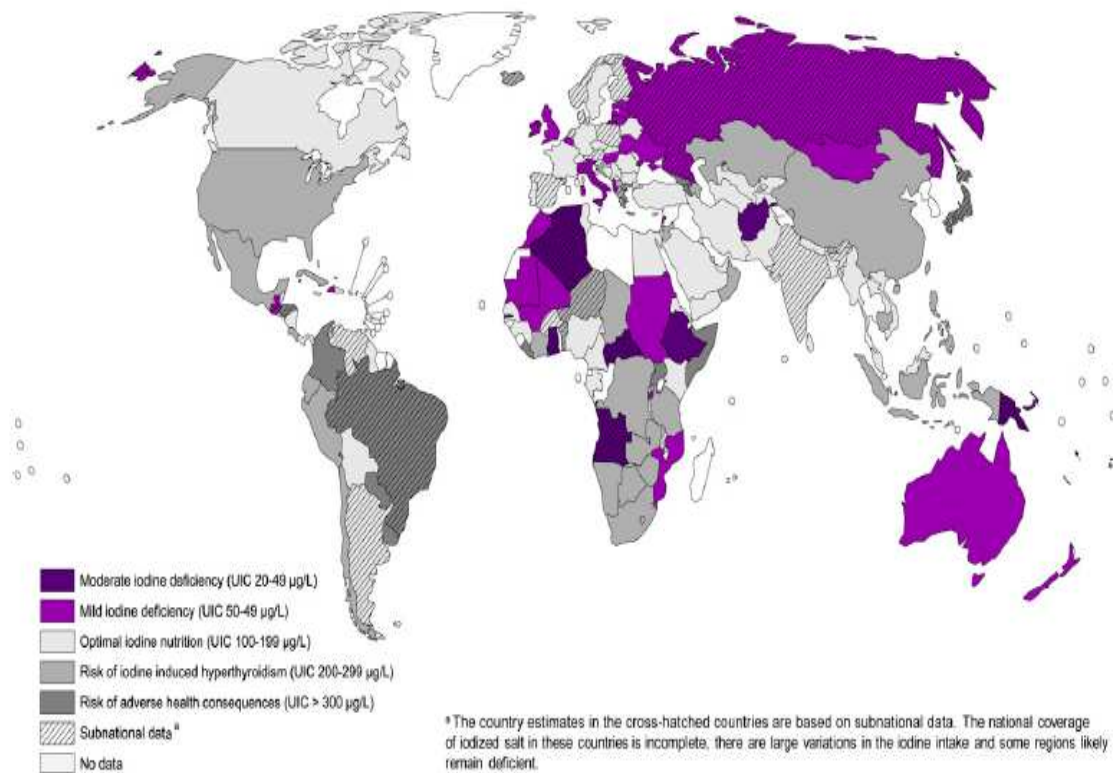 Moderate iodine deficiency (UIC 20-49 µg/L)
Mild iodine deficiency (UIC 50-49 µg/L)
Optimal iodine nutrition (UIC 100-199 µg/L)
Risk of iodine induced hyperthyroidism (UIC 200-299 µg/L)
Risk of adverse health consequences (UIC > 300 µg/L)
Subnational data ª
No data
ª The country estimates in the cross-hatched countries are based on subnational data. The national coverage
of iodized salt in these countries is incomplete, there are large variations in the iodine intake and some regions likely
remain deficient.